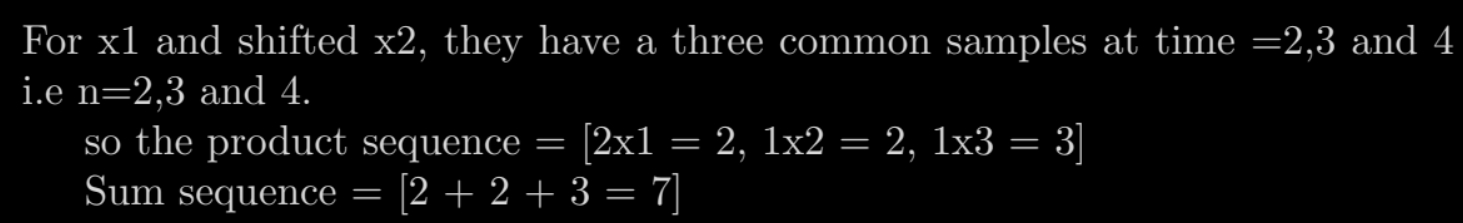 For x1 and shifted x2, they have a three common samples at time =2,3 and 4
i.e n=2,3 and 4.
so the product sequence = [2x1 = 2, 1x2 = 2, 1x3 = 3]
Sum sequence = [2 + 2 + 3 = 7]